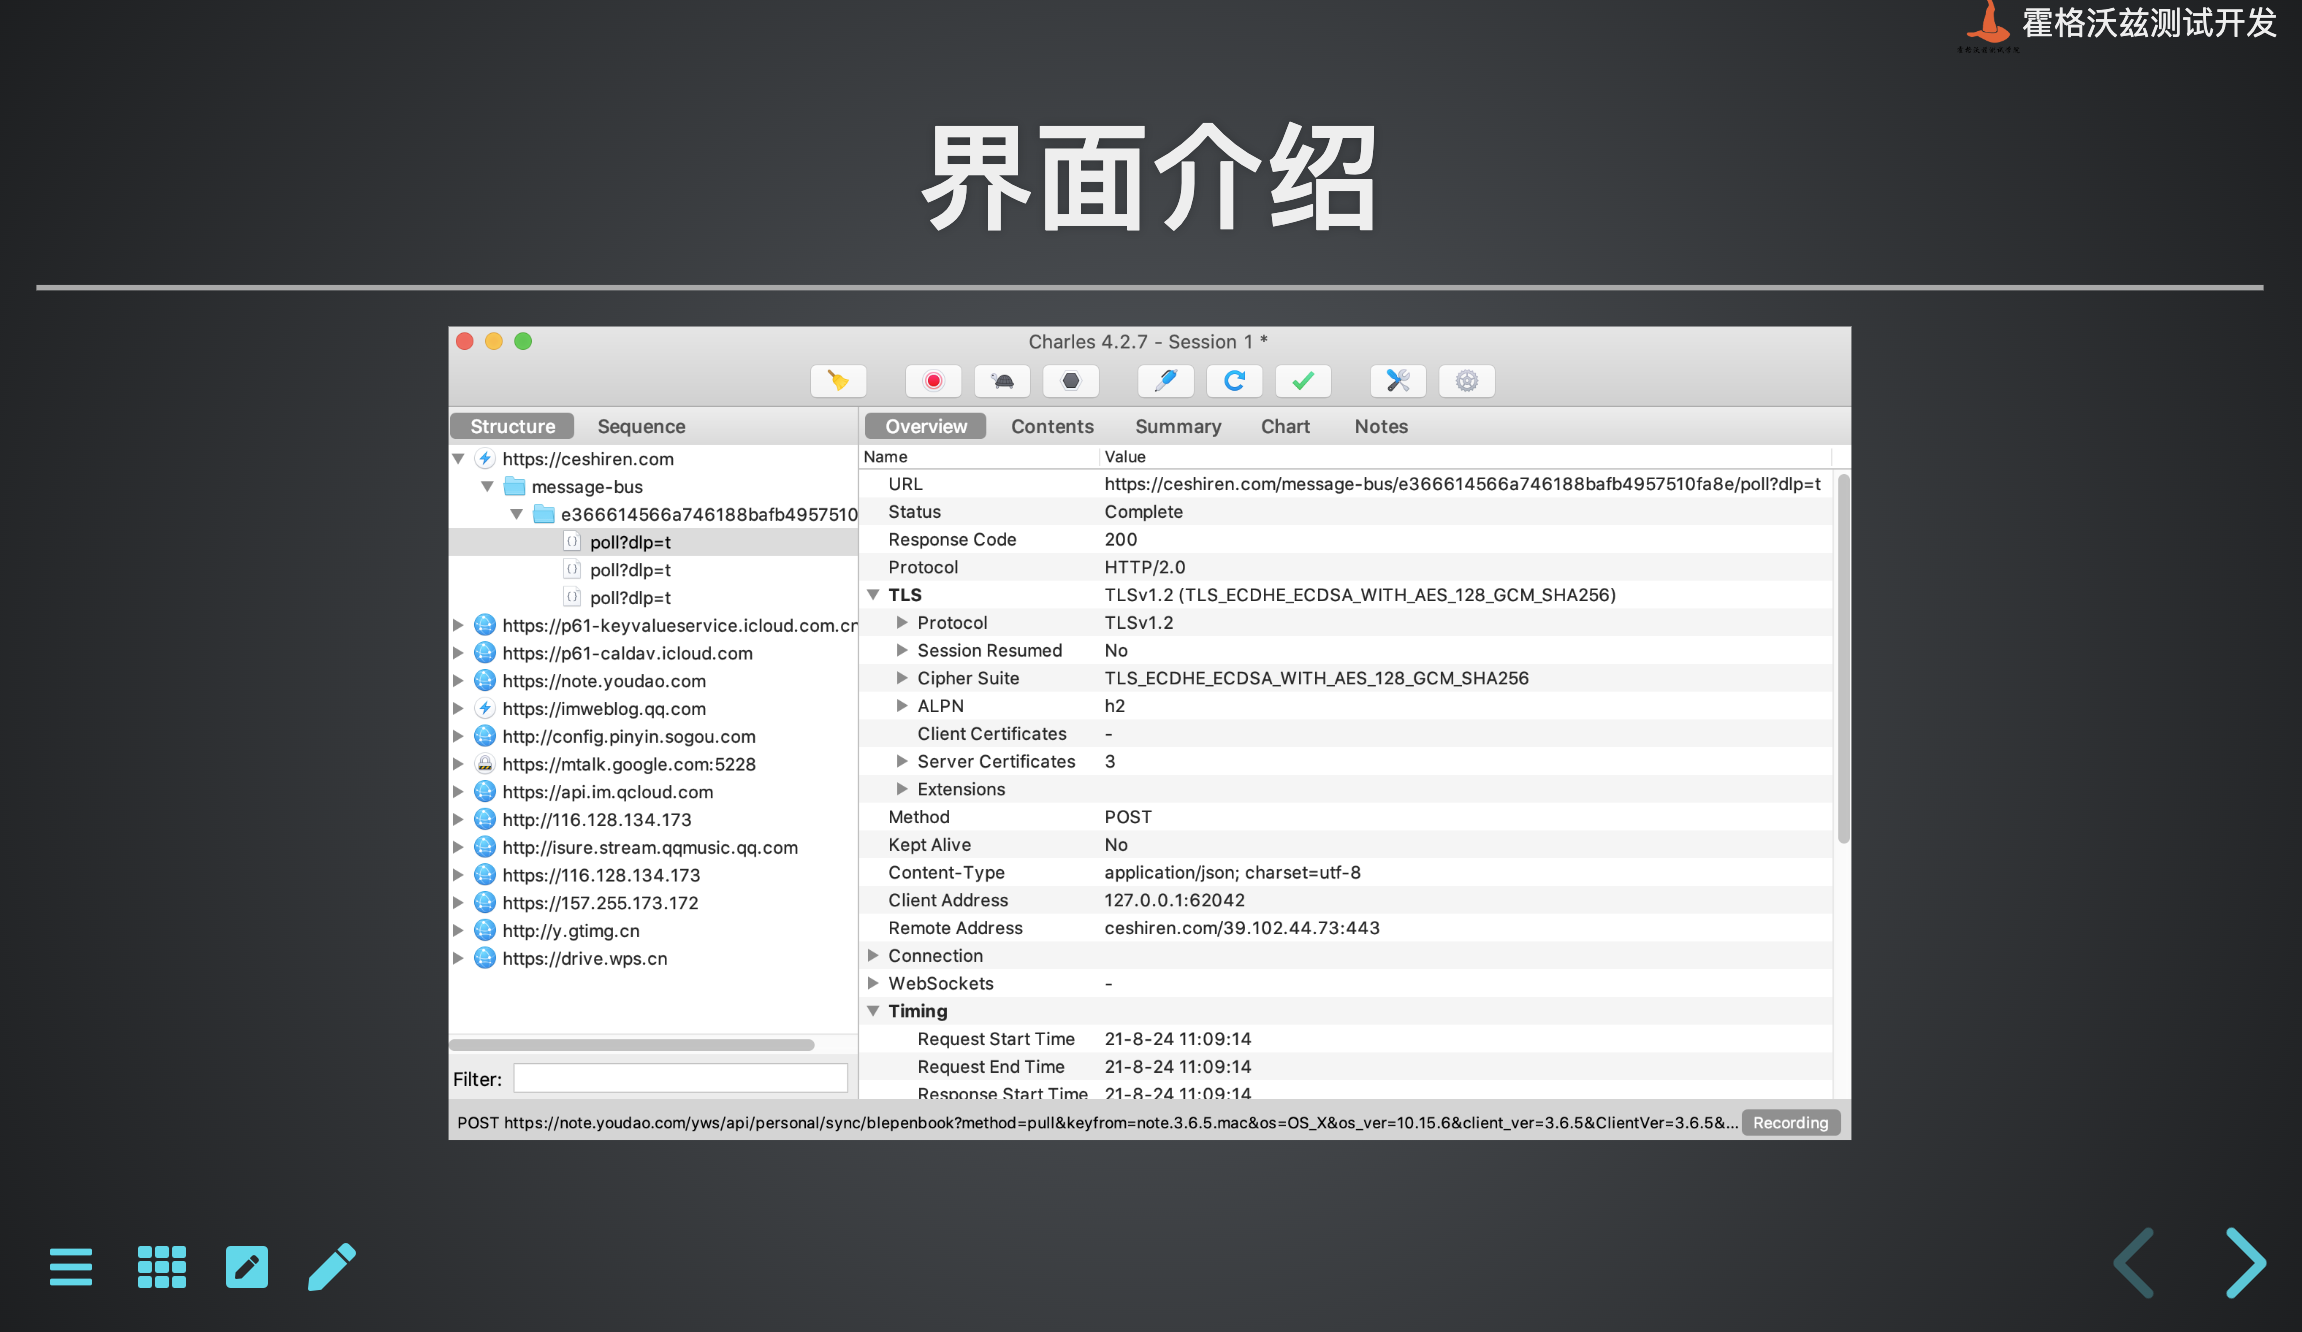 霍格沃兹测试开发
界面介绍
Charles 4.2.7 - Session 1 *
Structure Sequence
https://ceshiren.com
message-bus
e366614566a746188bafb4957510
poll?dlp=t
poll?dlp=t
poll?dlp=t
https://p61-keyvalueservice.icloud.com.cn
https://p61-caldav.icloud.com
https://note.youdao.com
https://imweblog.qq.com
http://config.pinyin.sogou.com
https://mtalk.google.com:5228
https://api.im.qcloud.com
http://116.128.134.173
http://isure.stream.qqmusic.qq.com
https://116.128.134.173
https://157.255.173.172
http://y.gtimg.cn
https://drive.wps.cn
Filter:
Overview Contents Summary Chart Notes
Name Value
URL https://ceshiren.com/message-bus/e366614566a746188bafb4957510fa8e/poll?dlp=t
Status Complete
Response Code 200
Protocol HTTP/2.0
TLS TLSv1.2 (TLS_ECDHE_ECDSA_WITH_AES_128_GCM_SHA256)
Protocol TLSv1.2
Session Resumed No
Cipher Suite TLS_ECDHE_ECDSA_WITH_AES_128_GCM_SHA256
ALPN h2
Client Certificates -
Server Certificates 3
Extensions
Method POST
Kept Alive No
Content-Type application/json; charset=utf-8
Client Address 127.0.0.1:62042
Remote Address ceshiren.com/39.102.44.73:443
Connection
WebSockets -
Timing
Request Start Time 21-8-24 11:09:14
Request End Time 21-8-24 11:09:14
Response Start Time 21-8-24 11:09:14
POST https://note.youdao.com/yws/api/personal/sync/blepenbook?method=pull&keyfrom=note.3.6.5.mac&os=OS_X&os_ver=10.15.6&client_ver=3.6.5&ClientVer=3.6.5&... Recording